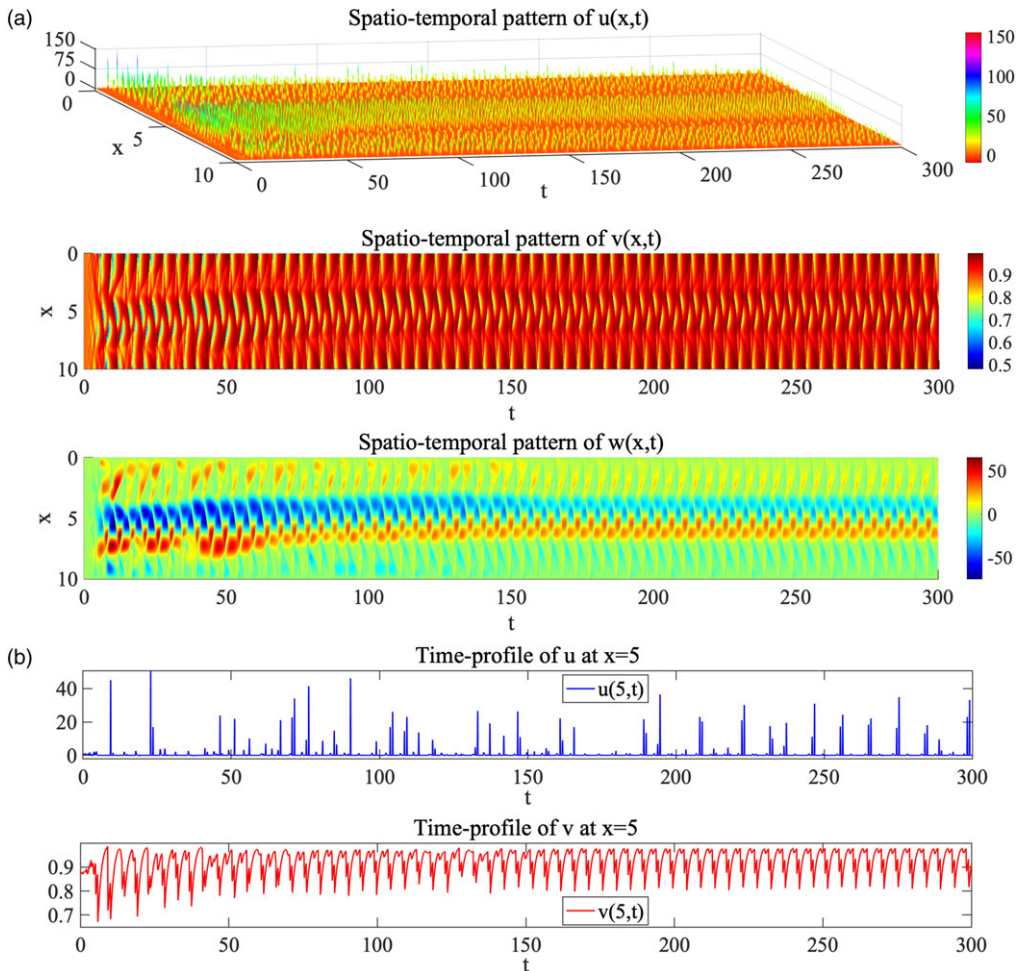 (a)
Spatio-temporal pattern of u(x,t)
150
75
0
0
5
10
x
0 50 100 150 200 250 300
t
150
100
50
0
Spatio-temporal pattern of v(x,t)
0
5
10
x
0 50 100 150 200 250 300
t
0.9
0.8
0.7
0.6
0.5
Spatio-temporal pattern of w(x,t)
0
5
10
x
0 50 100 150 200 250 300
t
50
0
-50
(b)
Time-profile of u at x=5
40
20
0
u(5,t)
0 50 100 150 200 250 300
t
Time-profile of v at x=5
0.9
0.8
0.7
v(5,t)
0 50 100 150 200 250 300
t